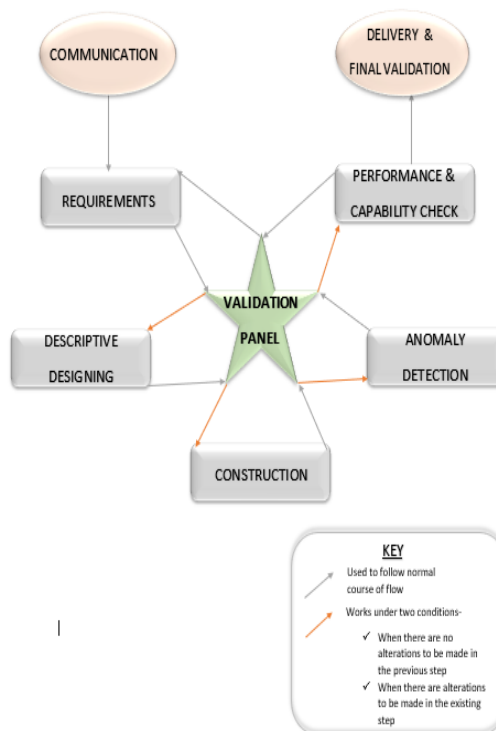 COMMUNICATION
DELIVERY &
FINAL VALIDATION
REQUIREMENTS
PERFORMANCE &
CAPABILITY CHECK
VALIDATION
PANEL
DESCRIPTIVE
DESIGNING
ANOMALY
DETECTION
CONSTRUCTION
KEY
Used to follow normal
course of flow
Works under two conditions-
✓ When there are no
alterations to be made in
the previous step
✓ When there are alterations
to be made in the existing
step